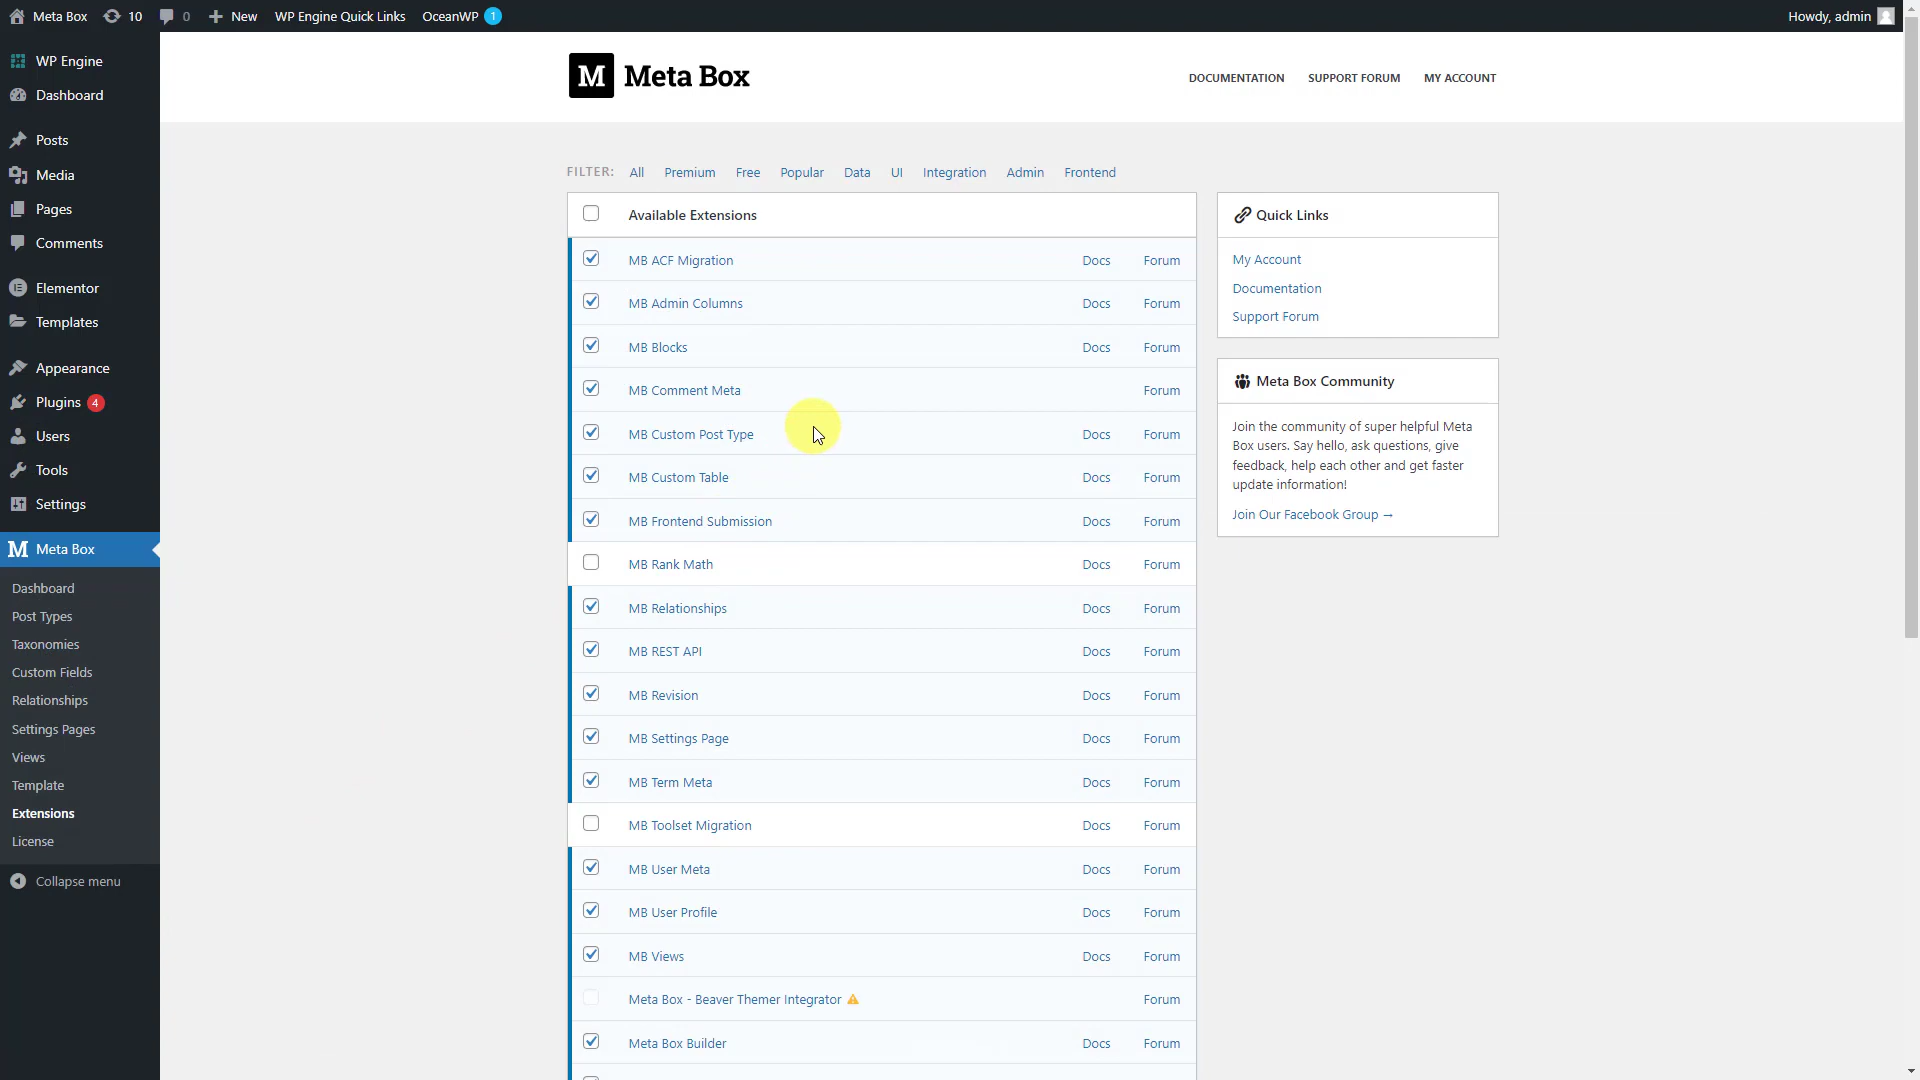 Meta Box 10 0 New WP Engine Quick Links OceanWP 1 Howdy, admin
WP Engine
Dashboard
Posts
Media
Pages
Comments
Elementor
Templates
Appearance
Plugins 4
Users
Tools
Settings
M Meta Box
Dashboard
Post Types
Taxonomies
Custom Fields
Relationships
Settings Pages
Views
Template
Extensions
License
Collapse menu
M Meta Box
DOCUMENTATION SUPPORT FORUM MY ACCOUNT
FILTER: All Premium Free Popular Data UI Integration Admin Frontend
Available Extensions
MB ACF Migration Docs Forum
MB Admin Columns Docs Forum
MB Blocks Docs Forum
MB Comment Meta Forum
MB Custom Post Type Docs Forum
MB Custom Table Docs Forum
MB Frontend Submission Docs Forum
MB Rank Math Docs Forum
MB Relationships Docs Forum
MB REST API Docs Forum
MB Revision Docs Forum
MB Settings Page Docs Forum
MB Term Meta Docs Forum
MB Toolset Migration Docs Forum
MB User Meta Docs Forum
MB User Profile Docs Forum
MB Views Docs Forum
Meta Box - Beaver Themer Integrator Forum
Meta Box Builder Docs Forum
Quick Links
My Account
Documentation
Support Forum
Meta Box Community
Join the community of super helpful Meta
Box users. Say hello, ask questions, give
feedback, help each other and get faster
update information!
Join Our Facebook Group →